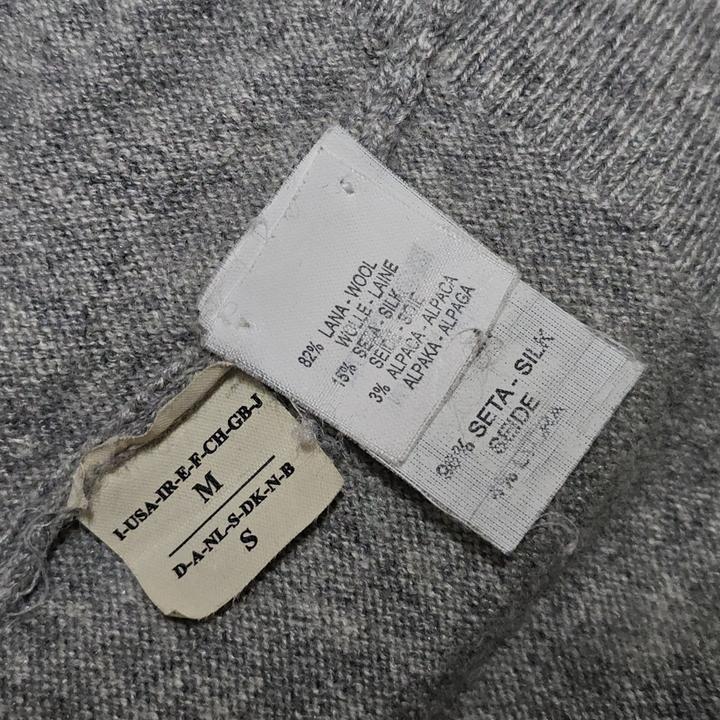 82% LANA - WOOL
WOLLE - LAINE
15% SETA - SILK
SEIDE - SOIE
3% ALPACA - ALPACA
ALPAKA - ALPAGA
SETA - SILK
SEIDE
I-USA-IR-E-F-CH-GB-J
M
D-A-NL-S-DK-N-B
S